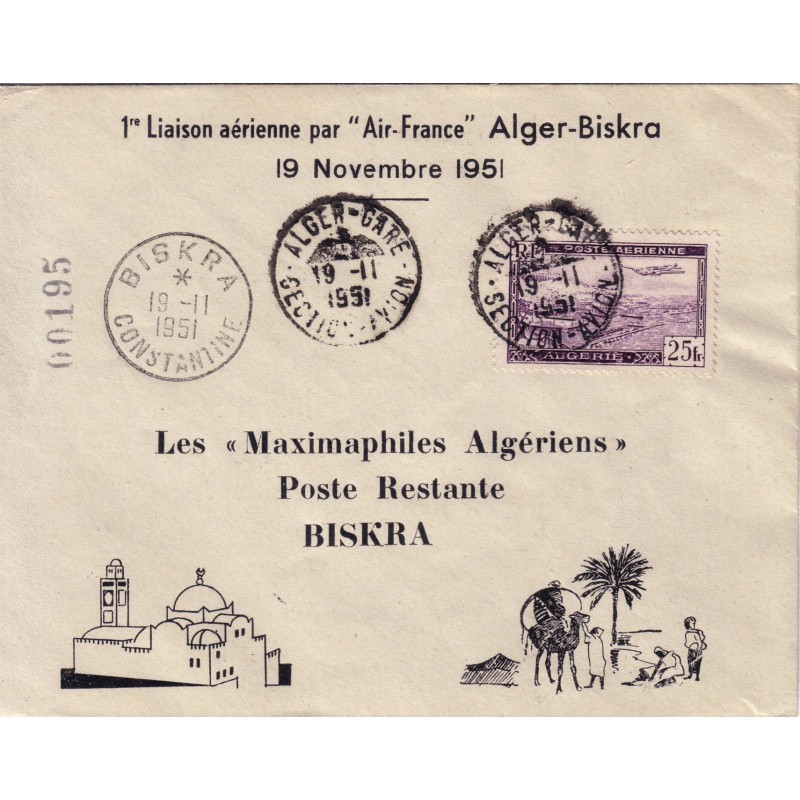 1re Liaison aérienne par "Air-France" Alger-Biskra
19 Novembre 1951
BISKRA
*
19 -11
1951
CONSTANTINE
ALGER-GARE
19 -11
1951
SECTION-AVION
ALGER-GARE
19 -11
1951
SECTION-AVION
RF POSTE AERIENNE
ALGERIE
25fr
00195
Les « Maximaphiles Algériens »
Poste Restante
BISKRA